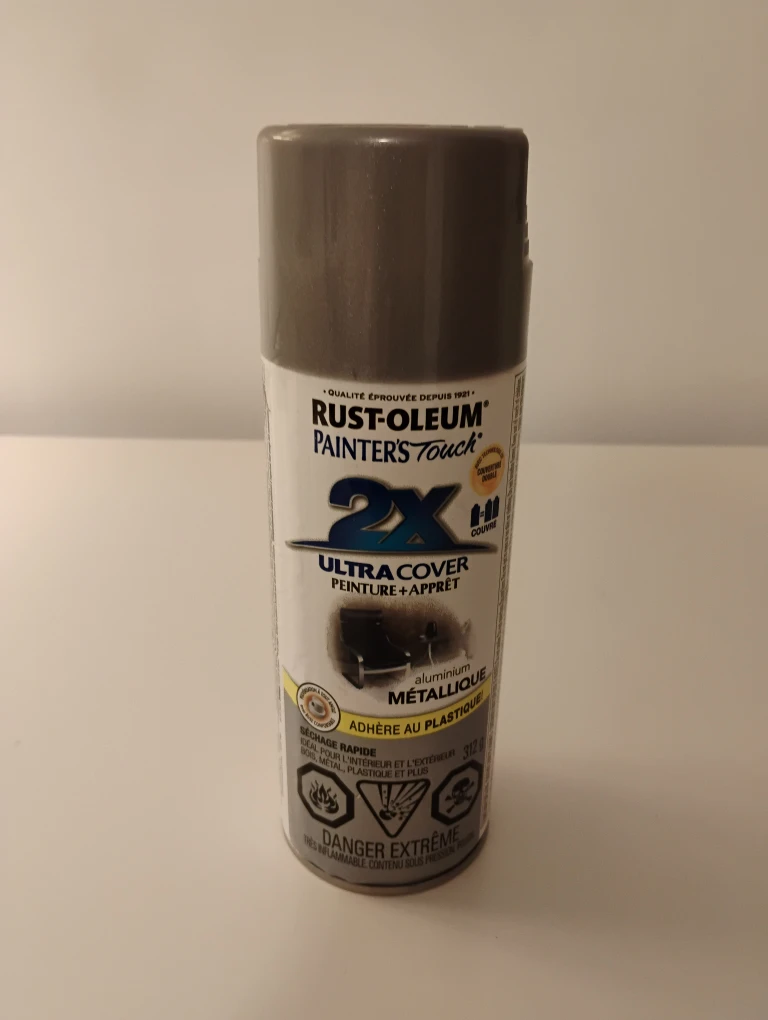 • QUALITÉ ÉPROUVÉE DEPUIS 1921 •
RUST-OLEUM®
PAINTER'S Touch®
COUVERTURE
DOUBLE
2X
COUVRE
ULTRA COVER
PEINTURE + APPRÊT
aluminium
MÉTALLIQUE
ADHÈRE AU PLASTIQUE!
SÉCHAGE RAPIDE
IDÉAL POUR L'INTÉRIEUR ET L'EXTÉRIEUR
BOIS, MÉTAL, PLASTIQUE ET PLUS
312 g
DANGER EXTRÊME
TRÈS INFLAMMABLE. CONTENU SOUS PRESSION.